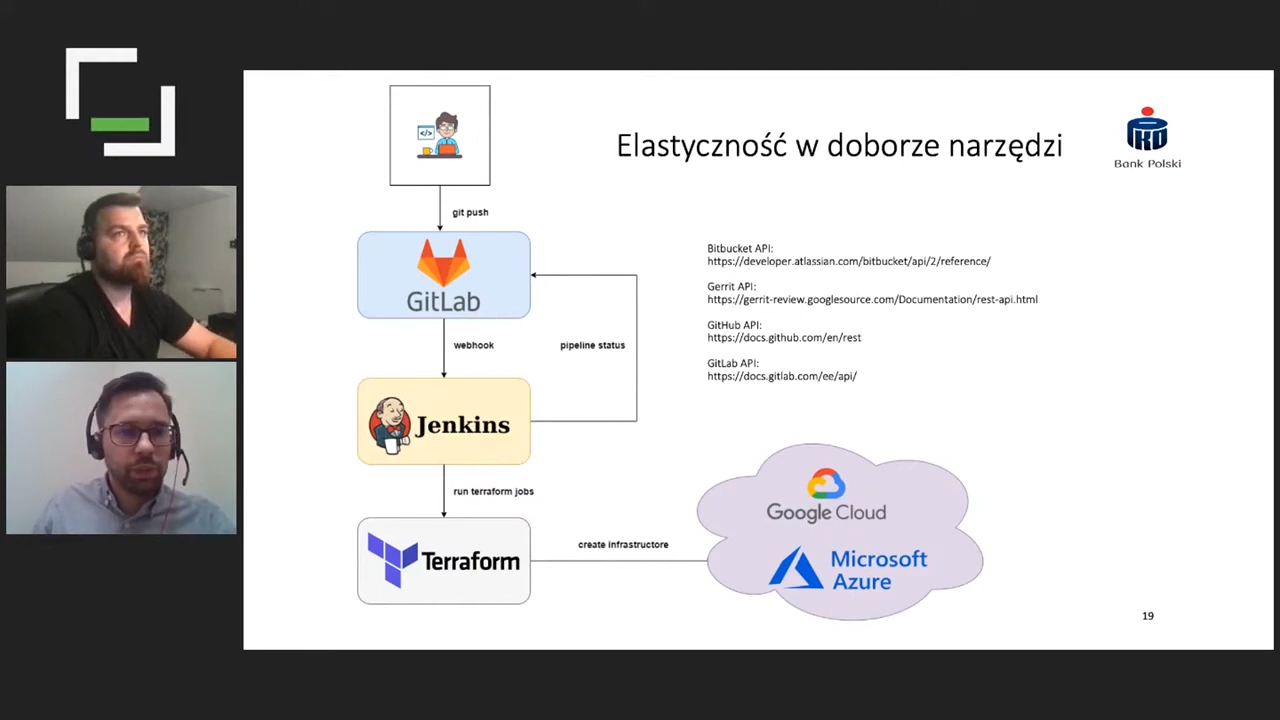 Elastyczność w doborze narzędzi
Bank Polski
git push
GitLab
webhook
pipeline status
Jenkins
run terraform jobs
Terraform
create infrastructore
Bitbucket API:
https://developer.atlassian.com/bitbucket/api/2/reference/
Gerrit API:
https://gerrit-review.googlesource.com/Documentation/rest-api.html
GitHub API:
https://docs.github.com/en/rest
GitLab API:
https://docs.gitlab.com/ee/api/
Google Cloud
Microsoft
Azure
19